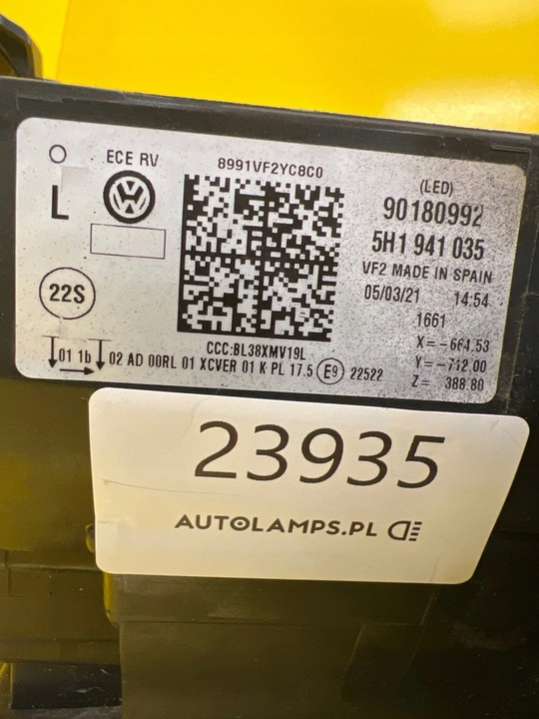 ECE RV
L
22S
8991VF2YC8C0
CCC:BL38XMV19L
(LED)
90180992
5H1 941 035
VF2 MADE IN SPAIN
05/03/21 14:54
1661
X= -664.53
Y= -712.00
Z= 388.80
01 1b 02 AD 00RL 01 XCVER 01 K PL 17.5 E9 22522
23935
AUTOLAMPS.PL